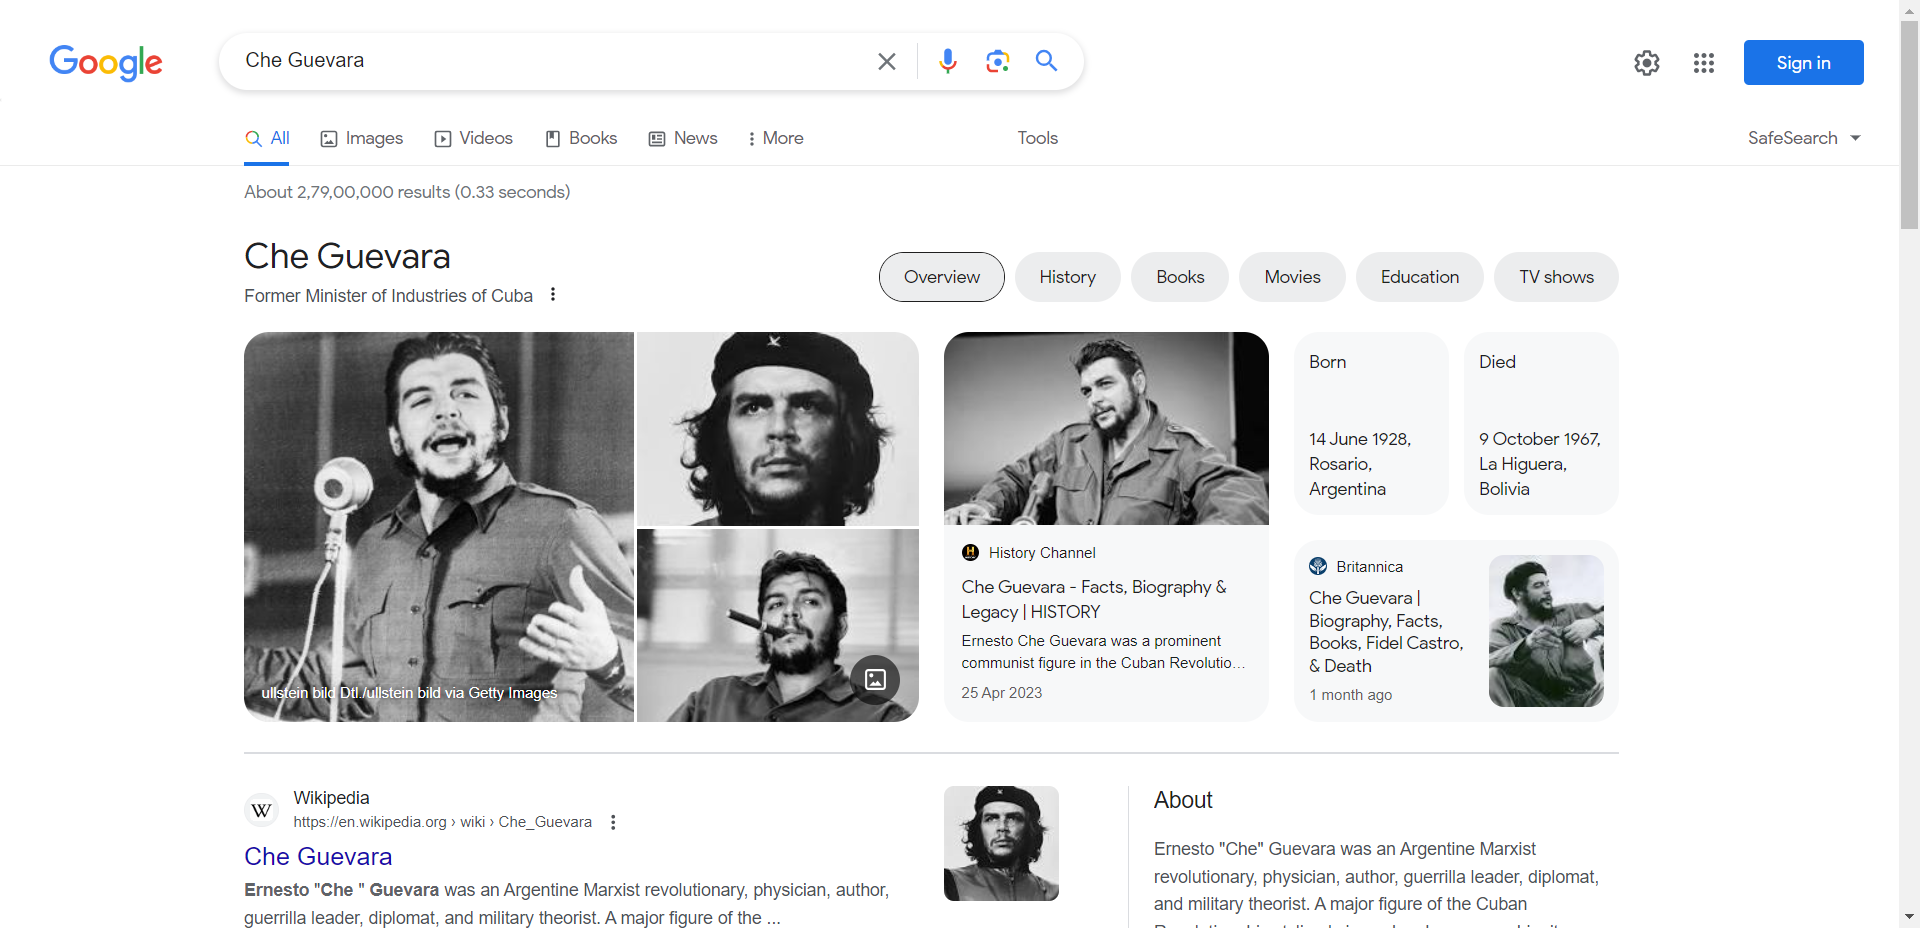 Google
Che Guevara
Sign in
All
Images
Videos
Books
News
More
Tools
SafeSearch
About 2,79,00,000 results (0.33 seconds)
Che Guevara
Former Minister of Industries of Cuba
Overview
History
Books
Movies
Education
TV shows
ullstein bild Dtl./ullstein bild via Getty Images
H
History Channel
Che Guevara - Facts, Biography &
Legacy | HISTORY
Ernesto Che Guevara was a prominent
communist figure in the Cuban Revolutio…
25 Apr 2023
Born
14 June 1928,
Rosario,
Argentina
Died
9 October 1967,
La Higuera,
Bolivia
Britannica
Che Guevara |
Biography, Facts,
Books, Fidel Castro,
& Death
1 month ago
W
Wikipedia
https://en.wikipedia.org › wiki › Che_Guevara
Che Guevara
Ernesto "Che " Guevara was an Argentine Marxist revolutionary, physician, author,
guerrilla leader, diplomat, and military theorist. A major figure of the ...
About
Ernesto "Che" Guevara was an Argentine Marxist
revolutionary, physician, author, guerrilla leader, diplomat,
and military theorist. A major figure of the Cuban